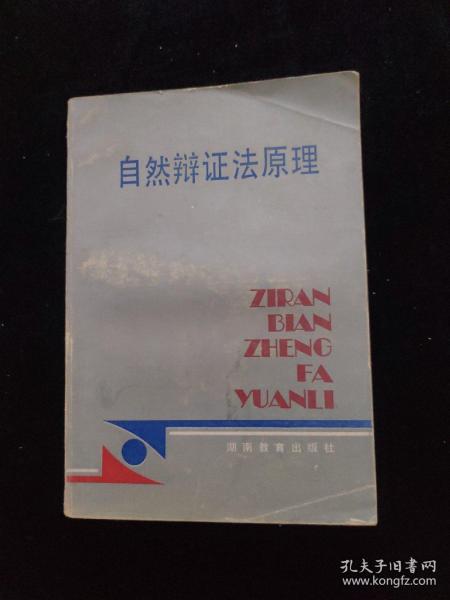 自然辩证法原理
ZIRAN
BIAN
ZHENG
FA
YUANLI
湖南教育出版社
孔夫子旧书网
www.kongfz.com